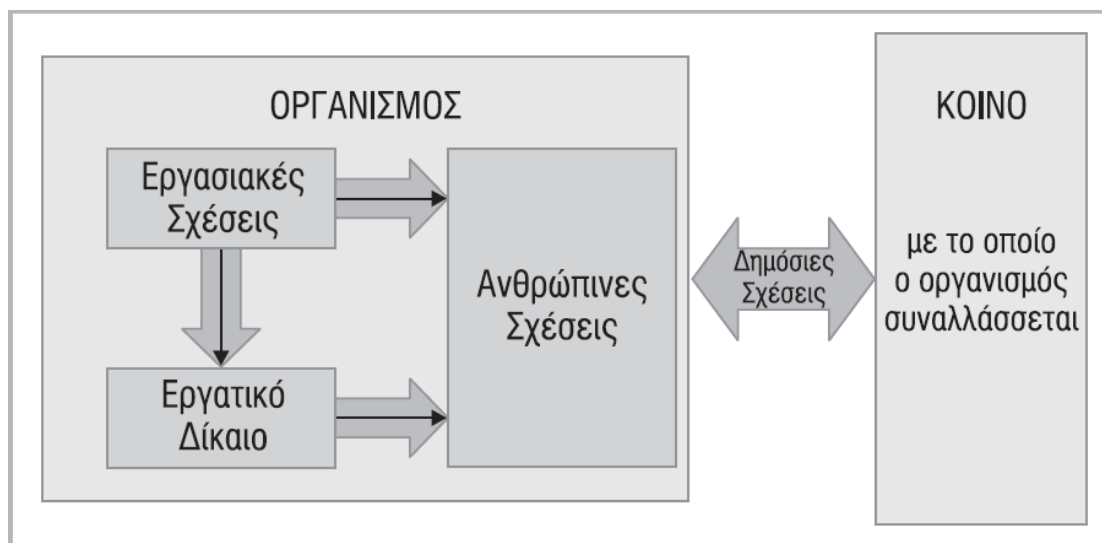 ΟΡΓΑΝΙΣΜΟΣ
Εργασιακές
Σχέσεις
Εργατικό
Δίκαιο
Ανθρώπινες
Σχέσεις
Δημόσιες
Σχέσεις
ΚΟΙΝΟ
με το οποίο
ο οργανισμός
συναλλάσσεται